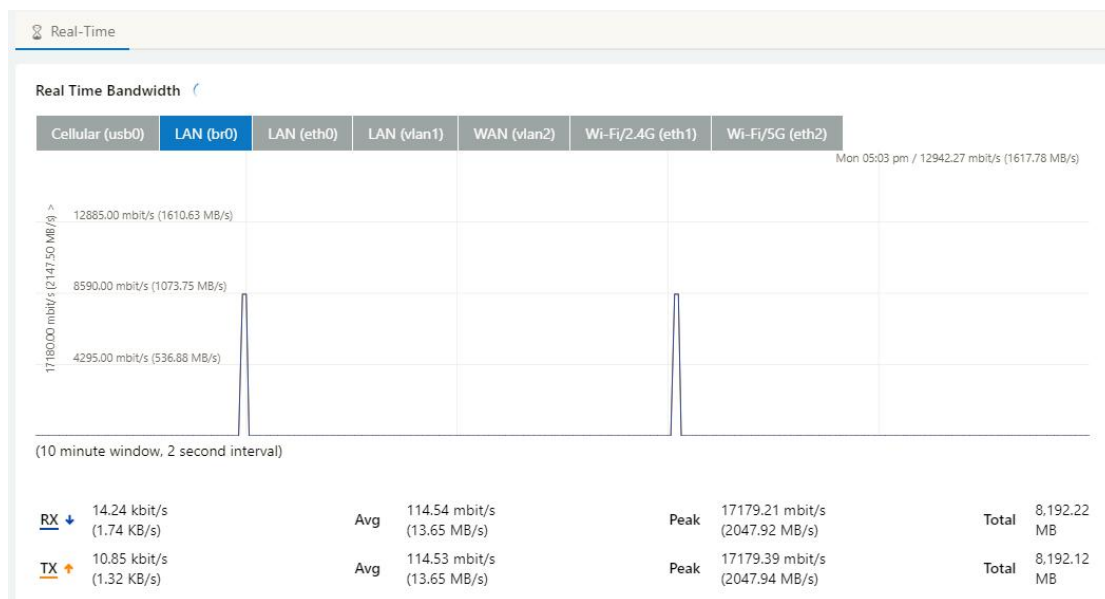 Real-Time
Real Time Bandwidth
Cellular (usb0) LAN (br0) LAN (eth0) LAN (vlan1) WAN (vlan2) Wi-Fi/2.4G (eth1) Wi-Fi/5G (eth2)
Mon 05:03 pm / 12942.27 mbit/s (1617.78 MB/s)
17180.00 mbit/s (2147.50 MB/s) >
12885.00 mbit/s (1610.63 MB/s)
8590.00 mbit/s (1073.75 MB/s)
4295.00 mbit/s (536.88 MB/s)
(10 minute window, 2 second interval)
RX ↓ 14.24 kbit/s Avg 114.54 mbit/s Peak 17179.21 mbit/s Total 8,192.22
(1.74 KB/s) (13.65 MB/s) (2047.92 MB/s) MB
TX ↑ 10.85 kbit/s Avg 114.53 mbit/s Peak 17179.39 mbit/s Total 8,192.12
(1.32 KB/s) (13.65 MB/s) (2047.94 MB/s) MB